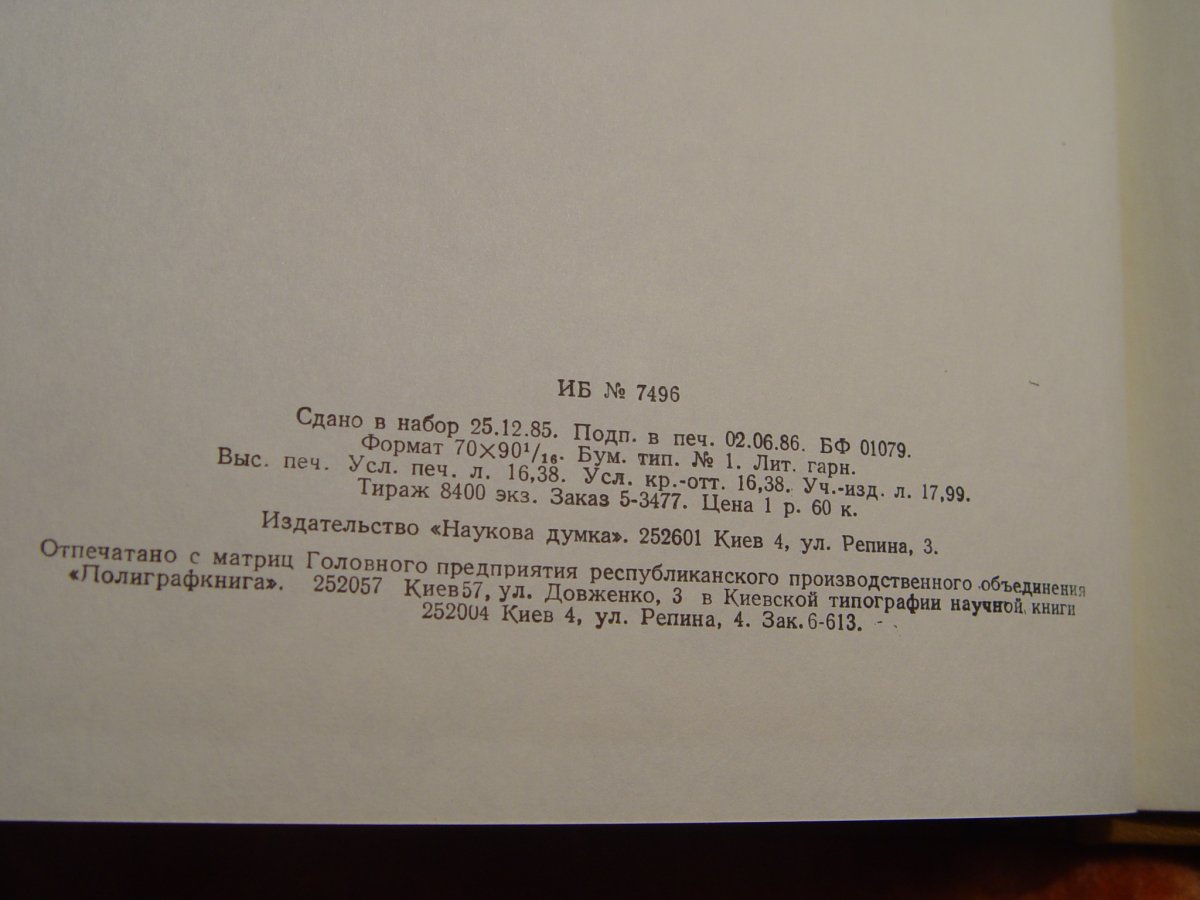 ИБ № 7496
Сдано в набор 25.12.85. Подп. в печ. 02.06.86. БФ 01079.
Формат 70×90¹/₁₆. Бум. тип. № 1. Лит. гарн.
Выс. печ. Усл. печ. л. 16,38. Усл. кр.-отт. 16,38. Уч.-изд. л. 17,99.
Тираж 8400 экз. Заказ 5-3477. Цена 1 р. 60 к.
Издательство «Наукова думка». 252601 Киев 4, ул. Репина, 3.
Отпечатано с матриц Головного предприятия республиканского производственного объединения
«Полиграфкнига». 252057 Киев57, ул. Довженко, 3 в Киевской типографии научной книги
252004 Киев 4, ул. Репина, 4. Зак. 6-613.